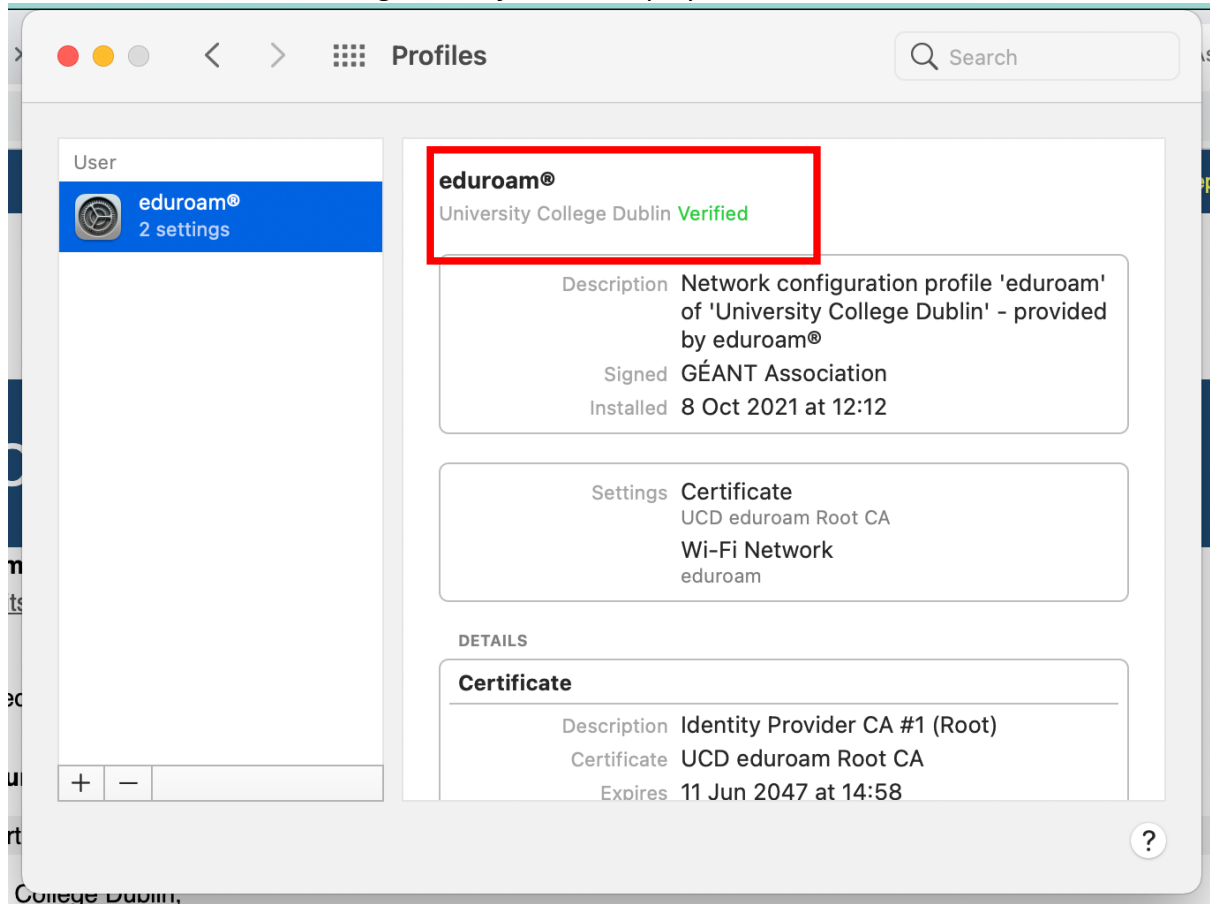 Profiles
Search
User
eduroam®
2 settings
eduroam®
University College Dublin Verified
Description Network configuration profile 'eduroam'
of 'University College Dublin' - provided
by eduroam®
Signed GÉANT Association
Installed 8 Oct 2021 at 12:12
Settings Certificate
UCD eduroam Root CA
Wi-Fi Network
eduroam
DETAILS
Certificate
Description Identity Provider CA #1 (Root)
Certificate UCD eduroam Root CA
Expires 11 Jun 2047 at 14:58
+ −
?
College Dublin,